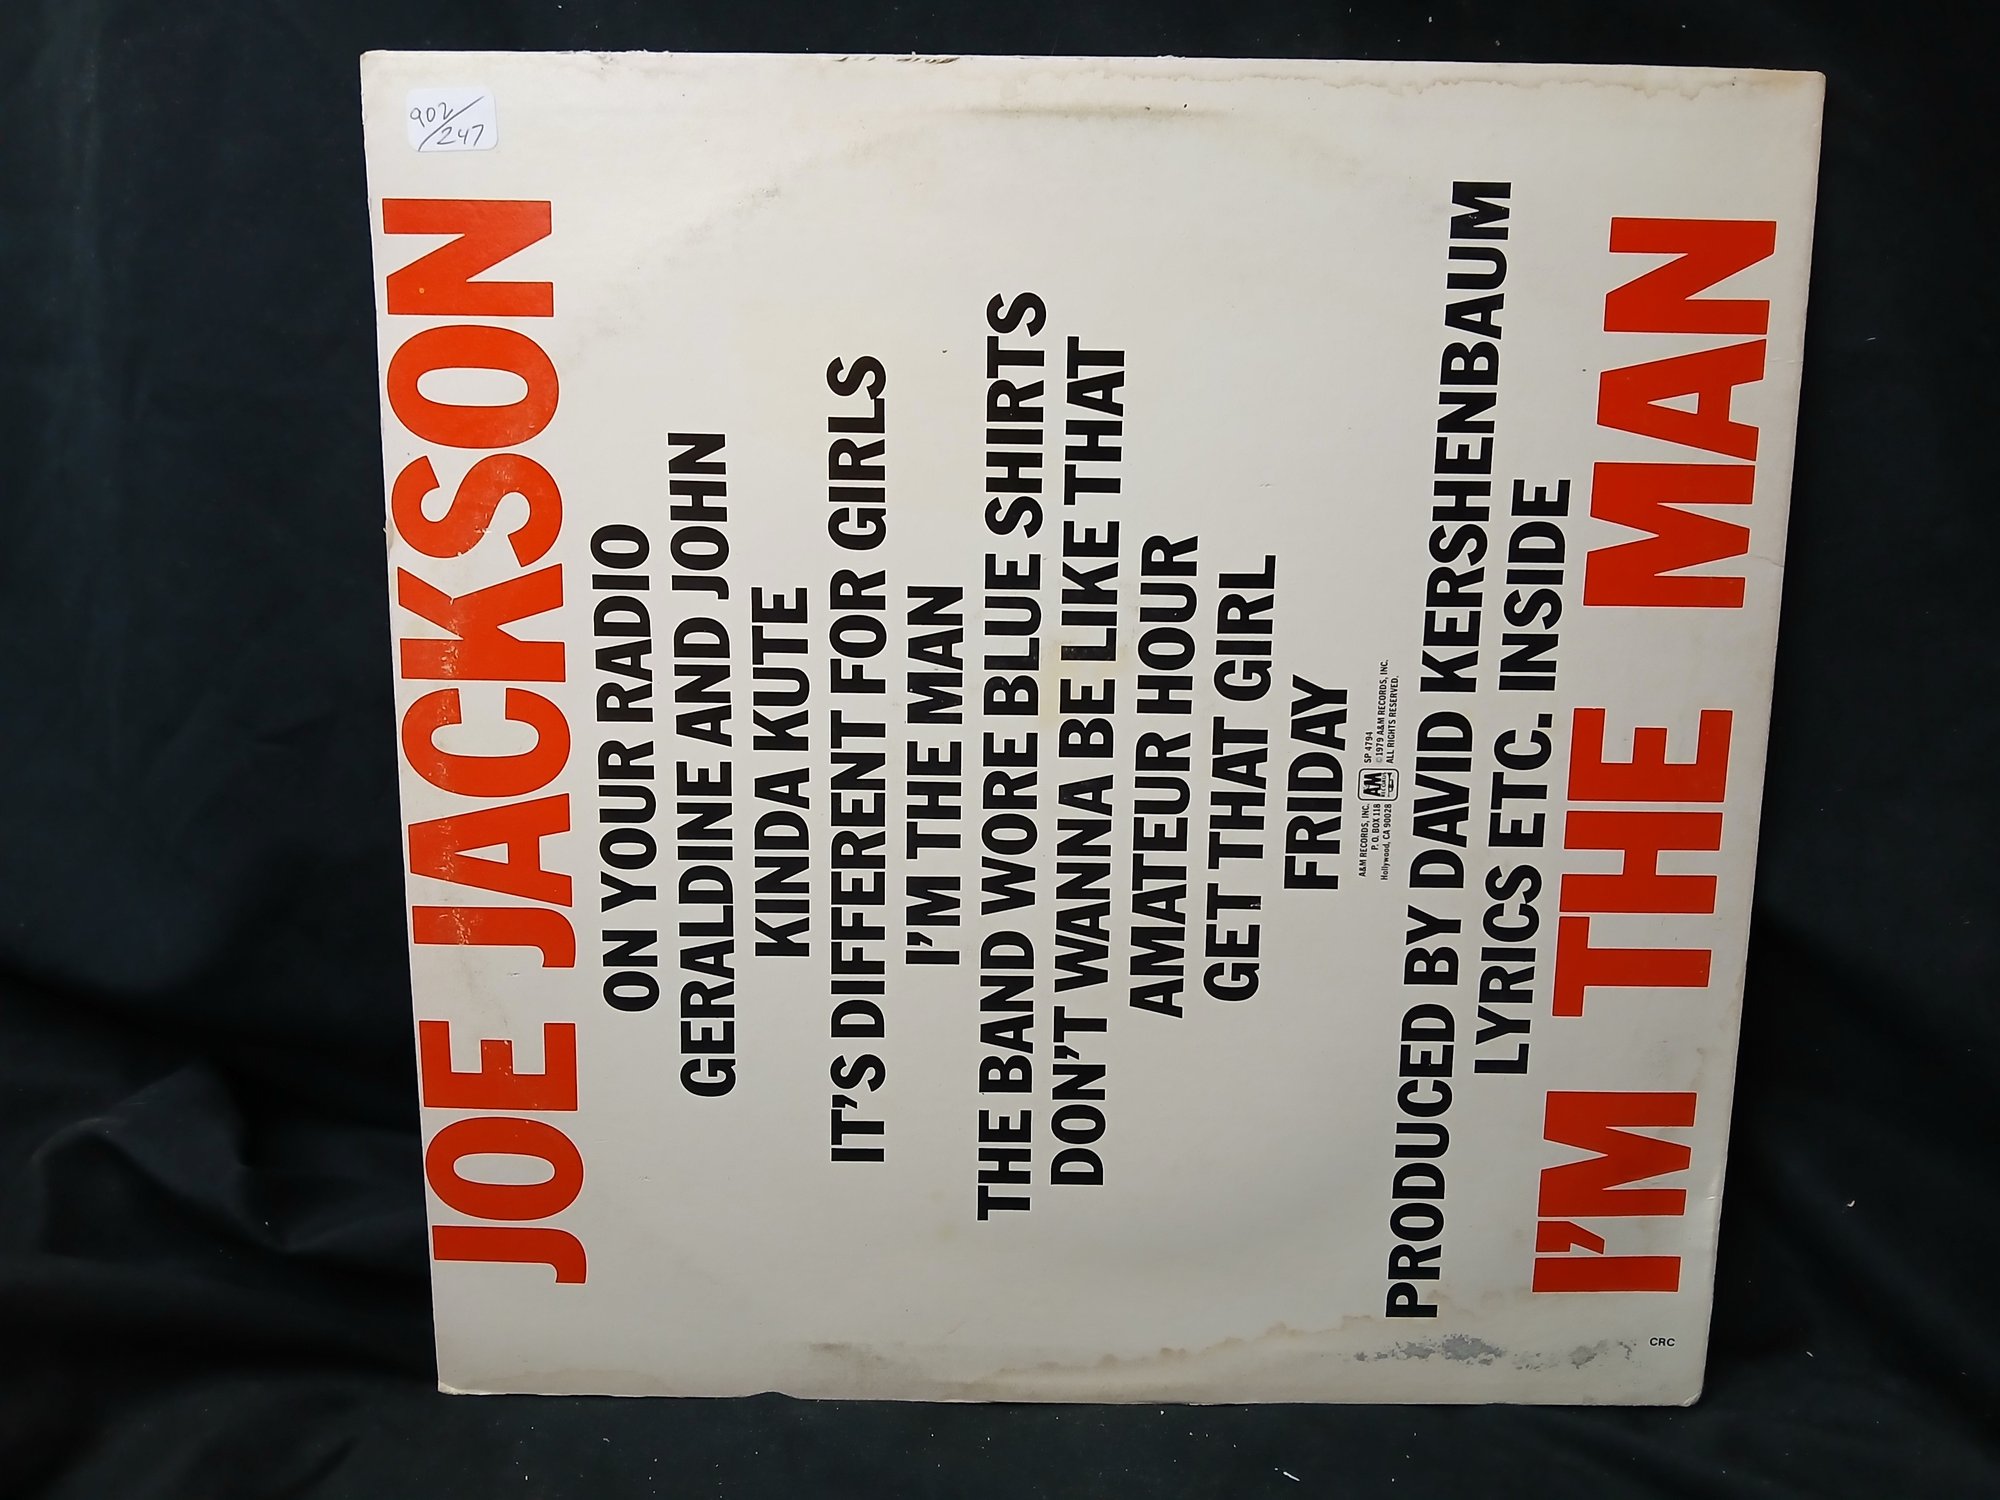 902/247
JOE JACKSON
ON YOUR RADIO
GERALDINE AND JOHN
KINDA KUTE
IT'S DIFFERENT FOR GIRLS
I'M THE MAN
THE BAND WORE BLUE SHIRTS
DON'T WANNA BE LIKE THAT
AMATEUR HOUR
GET THAT GIRL
FRIDAY
A&M RECORDS, INC.
P. O. BOX 118
Hollywood, CA 90028
A&M
RECORDS
SP 4794
©1979 A&M RECORDS, INC.
ALL RIGHTS RESERVED.
PRODUCED BY DAVID KERSHENBAUM
LYRICS ETC. INSIDE
I'M THE MAN
CRC